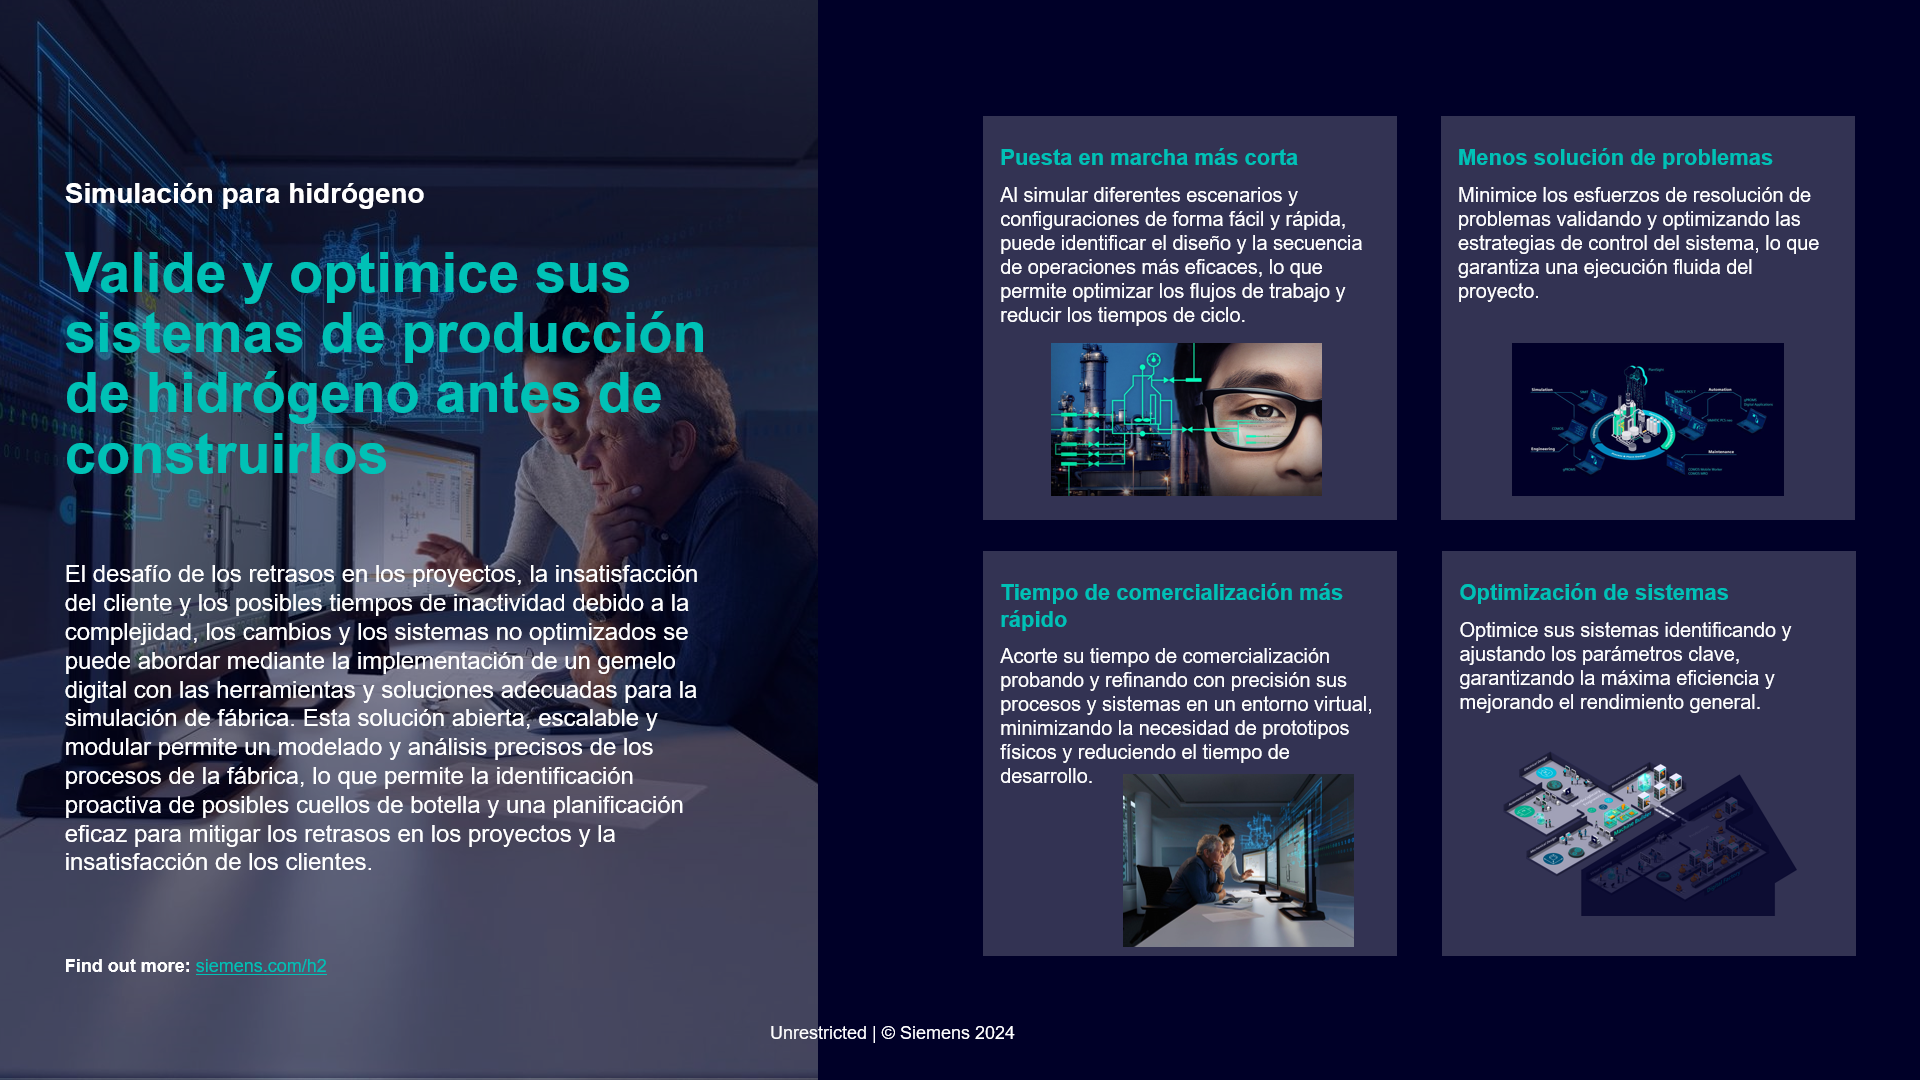 Simulación para hidrógeno
Valide y optimice sus
sistemas de producción
de hidrógeno antes de
construirlos
El desafío de los retrasos en los proyectos, la insatisfacción
del cliente y los posibles tiempos de inactividad debido a la
complejidad, los cambios y los sistemas no optimizados se
puede abordar mediante la implementación de un gemelo
digital con las herramientas y soluciones adecuadas para la
simulación de fábrica. Esta solución abierta, escalable y
modular permite un modelado y análisis precisos de los
procesos de la fábrica, lo que permite la identificación
proactiva de posibles cuellos de botella y una planificación
eficaz para mitigar los retrasos en los proyectos y la
insatisfacción de los clientes.
Find out more: siemens.com/h2
Puesta en marcha más corta
Al simular diferentes escenarios y
configuraciones de forma fácil y rápida,
puede identificar el diseño y la secuencia
de operaciones más eficaces, lo que
permite optimizar los flujos de trabajo y
reducir los tiempos de ciclo.
Menos solución de problemas
Minimice los esfuerzos de resolución de
problemas validando y optimizando las
estrategias de control del sistema, lo que
garantiza una ejecución fluida del
proyecto.
Simulation
Automation
Engineering
Maintenance
Tiempo de comercialización más
rápido
Acorte su tiempo de comercialización
probando y refinando con precisión sus
procesos y sistemas en un entorno virtual,
minimizando la necesidad de prototipos
físicos y reduciendo el tiempo de
desarrollo.
Optimización de sistemas
Optimice sus sistemas identificando y
ajustando los parámetros clave,
garantizando la máxima eficiencia y
mejorando el rendimiento general.
Machine Builder
Unrestricted | © Siemens 2024